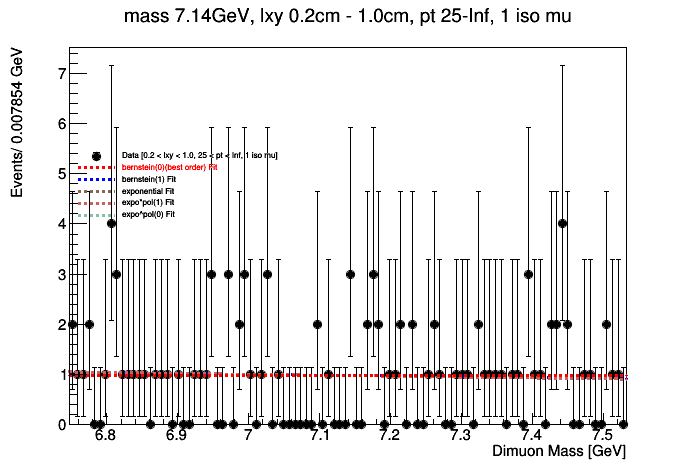 mass 7.14GeV, lxy 0.2cm - 1.0cm, pt 25-Inf, 1 iso mu
Events/ 0.007854 GeV
7
6
5
4
3
2
1
0
Data [0.2 < lxy < 1.0, 25 < pt < Inf, 1 iso mu]
bernstein(0)(best order) Fit
bernstein(1) Fit
exponential Fit
expo*pol(1) Fit
expo*pol(0) Fit
6.8 6.9 7 7.1 7.2 7.3 7.4 7.5
Dimuon Mass [GeV]